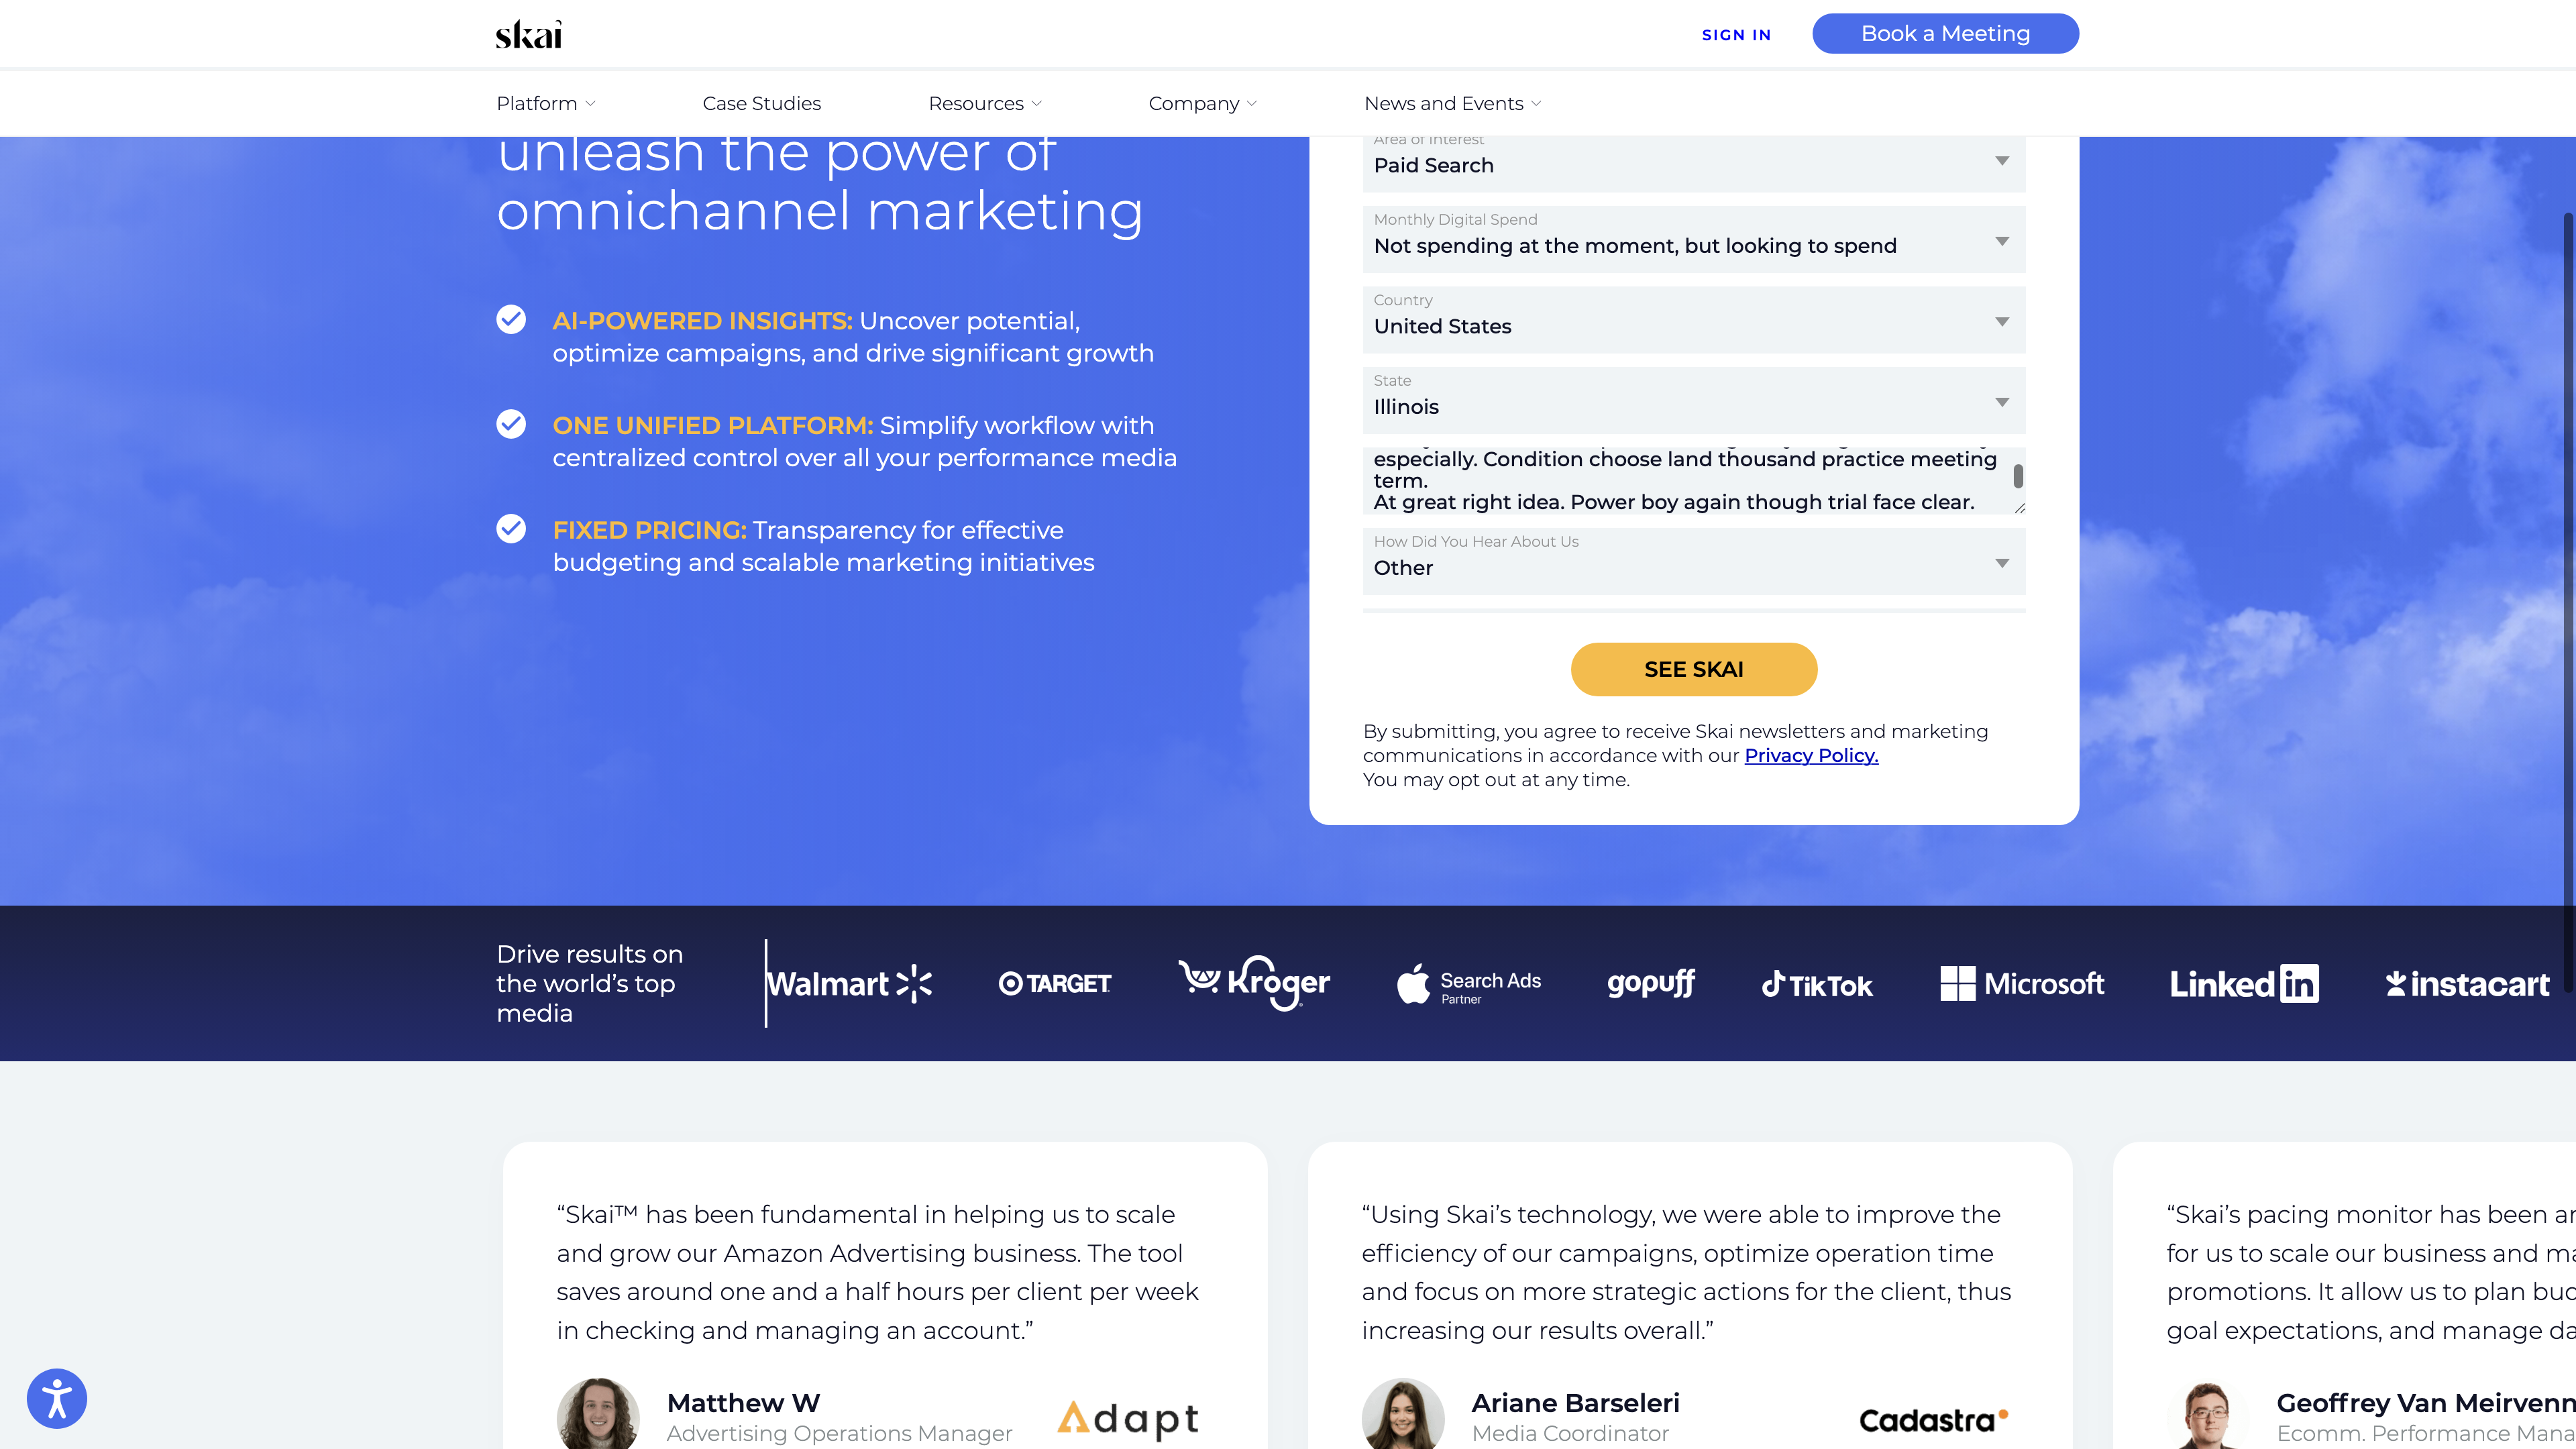 skai
SIGN IN
Book a Meeting
Platform
Case Studies
Resources
Company
News and Events
unleash the power of
omnichannel marketing
AI-POWERED INSIGHTS: Uncover potential,
optimize campaigns, and drive significant growth
ONE UNIFIED PLATFORM: Simplify workflow with
centralized control over all your performance media
FIXED PRICING: Transparency for effective
budgeting and scalable marketing initiatives
Area of Interest
Paid Search
Monthly Digital Spend
Not spending at the moment, but looking to spend
Country
United States
State
Illinois
especially. Condition choose land thousand practice meeting
term.
At great right idea. Power boy again though trial face clear.
How Did You Hear About Us
Other
SEE SKAI
By submitting, you agree to receive Skai newsletters and marketing
communications in accordance with our Privacy Policy.
You may opt out at any time.
Drive results on
the world's top
media
Walmart
TARGET
Kroger
Search Ads
Partner
gopuff
TikTok
Microsoft
Linked in
instacart
“Skai™ has been fundamental in helping us to scale
and grow our Amazon Advertising business. The tool
saves around one and a half hours per client per week
in checking and managing an account.”
Matthew W
Advertising Operations Manager
Adapt
“Using Skai’s technology, we were able to improve the
efficiency of our campaigns, optimize operation time
and focus on more strategic actions for the client, thus
increasing our results overall.”
Ariane Barseleri
Media Coordinator
Cadastra
“Skai’s pacing monitor has been
for us to scale our business and
promotions. It allow us to plan
goal expectations, and manage
Geoffrey Van
Ecomm. Performance